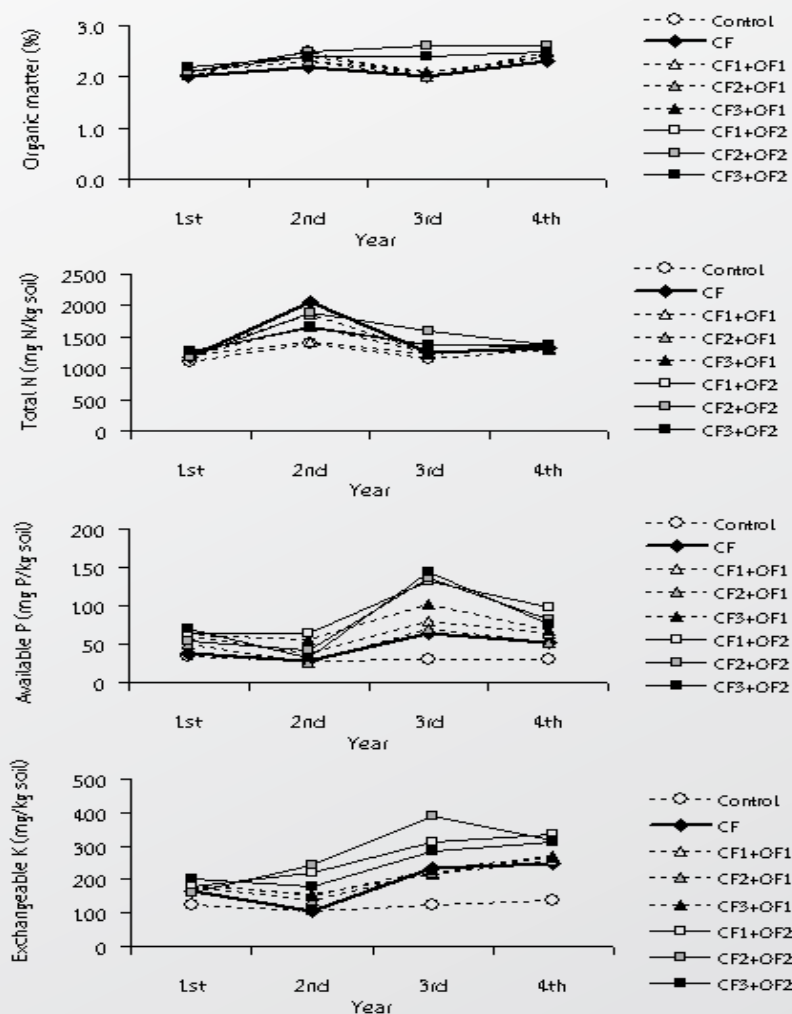 Organic matter (%)
3.0
2.0
1.0
0.0
1st 2nd 3rd 4th
Year
Control
CF
CF1+OF1
CF2+OF1
CF3+OF1
CF1+OF2
CF2+OF2
CF3+OF2
Total N (mg N/kg soil)
2500
2000
1500
1000
500
0
1st 2nd 3rd 4th
Year
Control
CF
CF1+OF1
CF2+OF1
CF3+OF1
CF1+OF2
CF2+OF2
CF3+OF2
Available P (mg P/kg soil)
200
150
100
50
0
1st 2nd 3rd 4th
Year
Control
CF
CF1+OF1
CF2+OF1
CF3+OF1
CF1+OF2
CF2+OF2
CF3+OF2
Exchangeable K (mg/kg soil)
500
400
300
200
100
0
1st 2nd 3rd 4th
Year
Control
CF
CF1+OF1
CF2+OF1
CF3+OF1
CF1+OF2
CF2+OF2
CF3+OF2